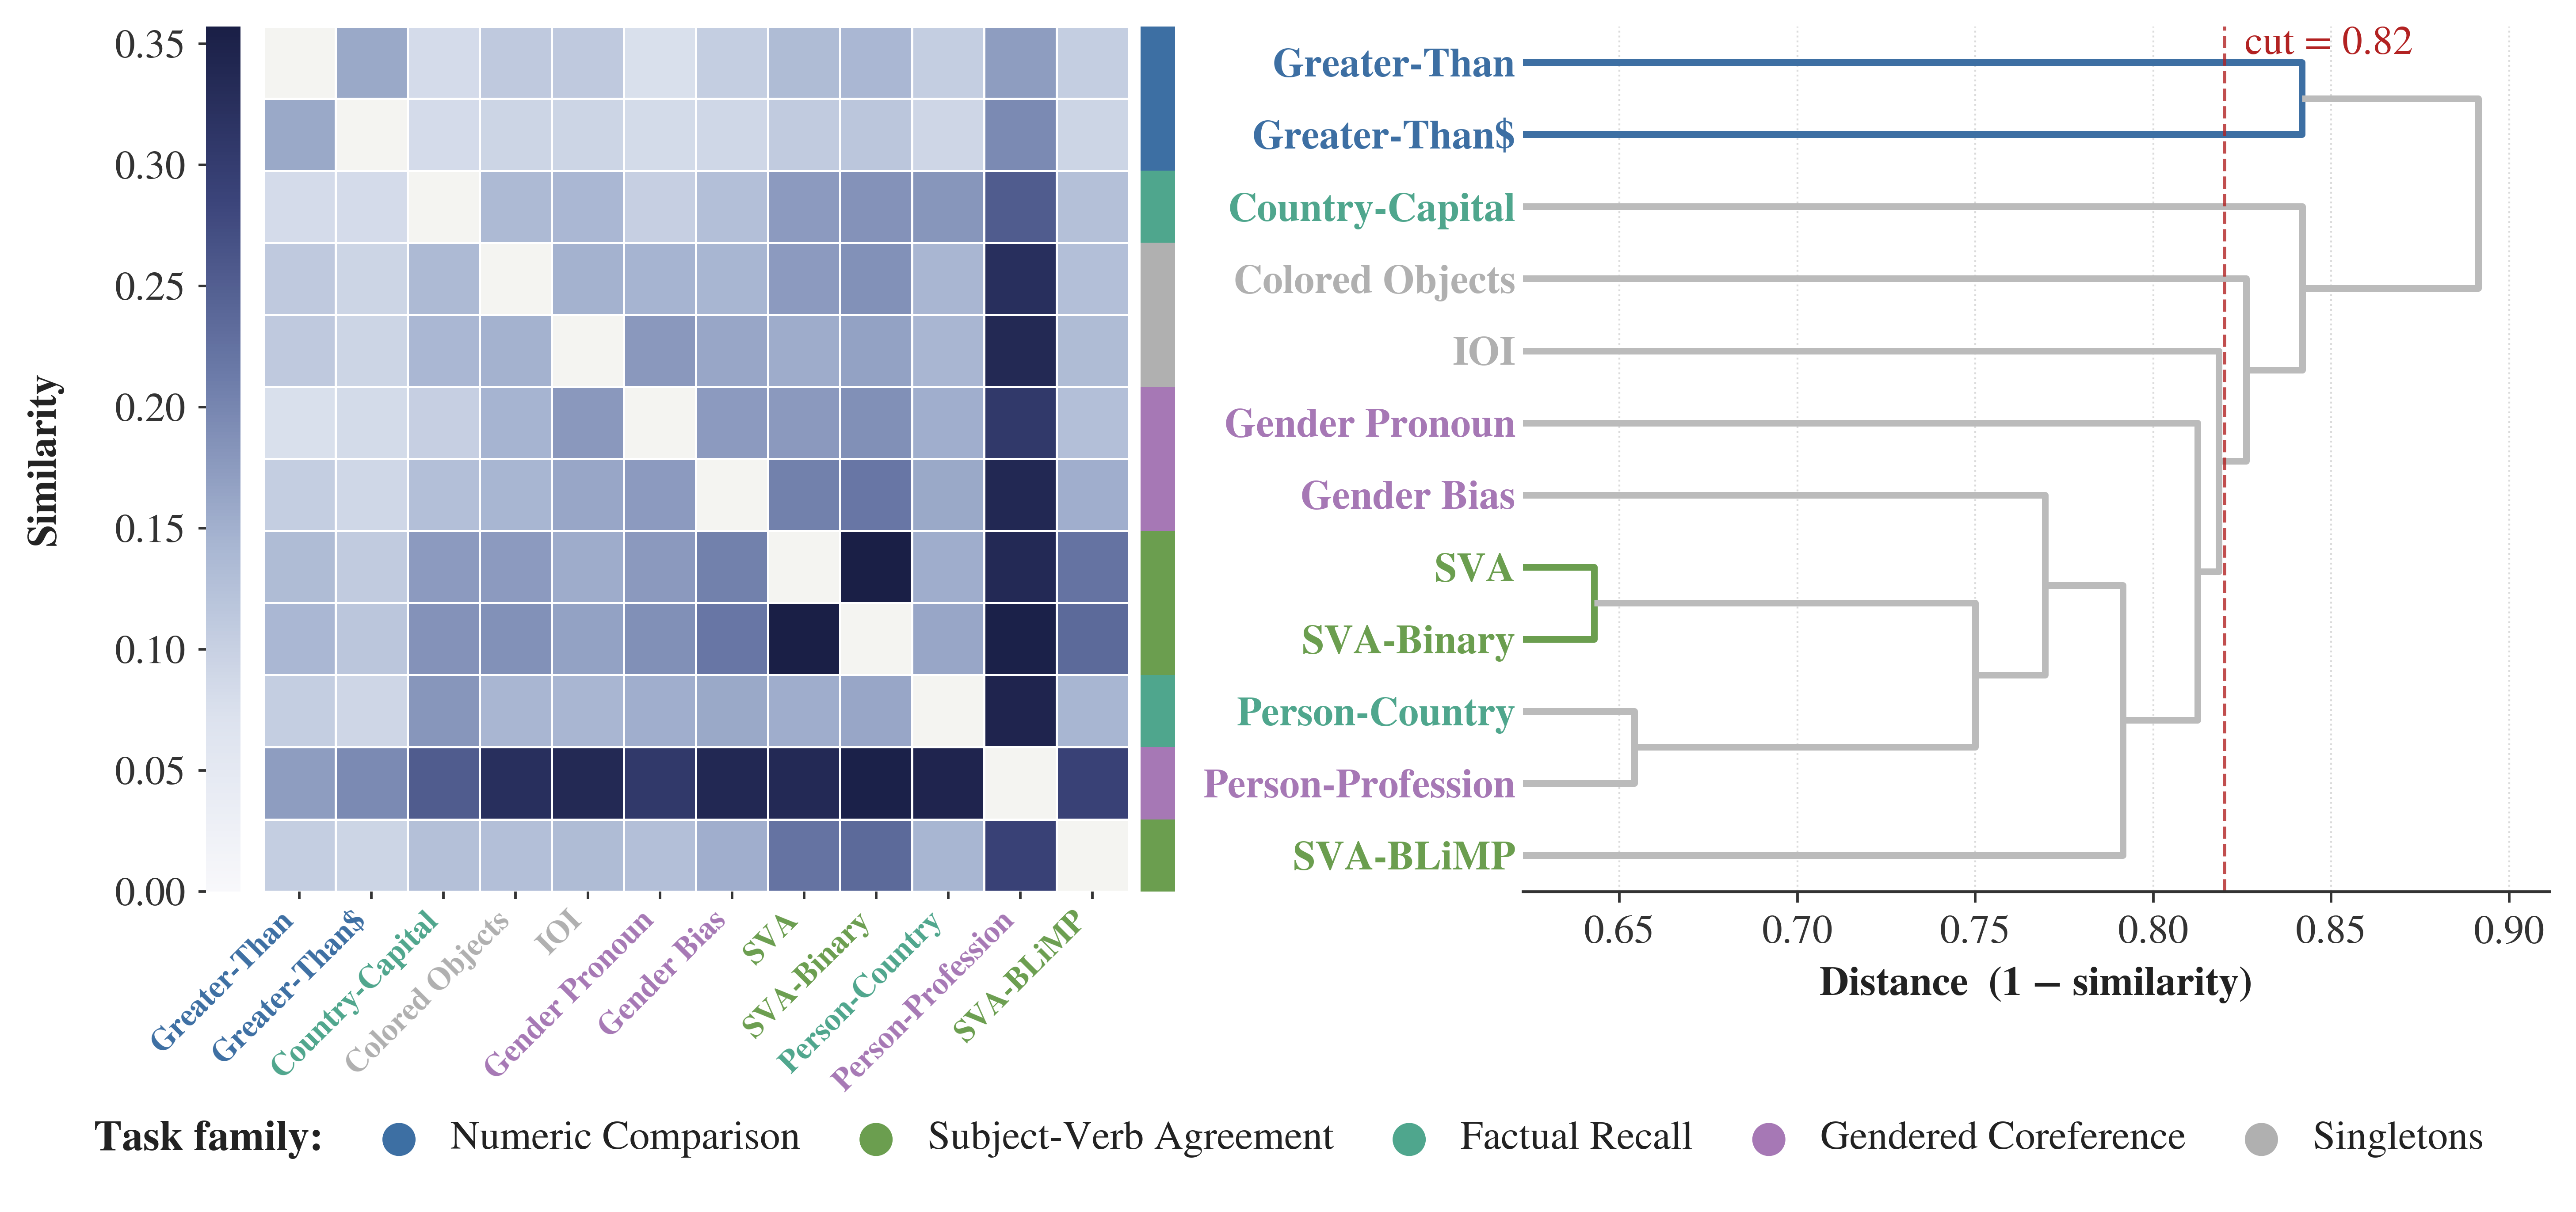 Similarity
0.35
0.30
0.25
0.20
0.15
0.10
0.05
0.00
Greater-Than
Greater-Than$
Country-Capital
Colored Objects
IOI
Gender Pronoun
Gender Bias
SVA
SVA-Binary
Person-Country
Person-Profession
SVA-BLiMP
cut = 0.82
Greater-Than
Greater-Than$
Country-Capital
Colored Objects
IOI
Gender Pronoun
Gender Bias
SVA
SVA-Binary
Person-Country
Person-Profession
SVA-BLiMP
0.65 0.70 0.75 0.80 0.85 0.90
Distance (1 − similarity)
Task family: Numeric Comparison Subject-Verb Agreement Factual Recall Gendered Coreference Singletons